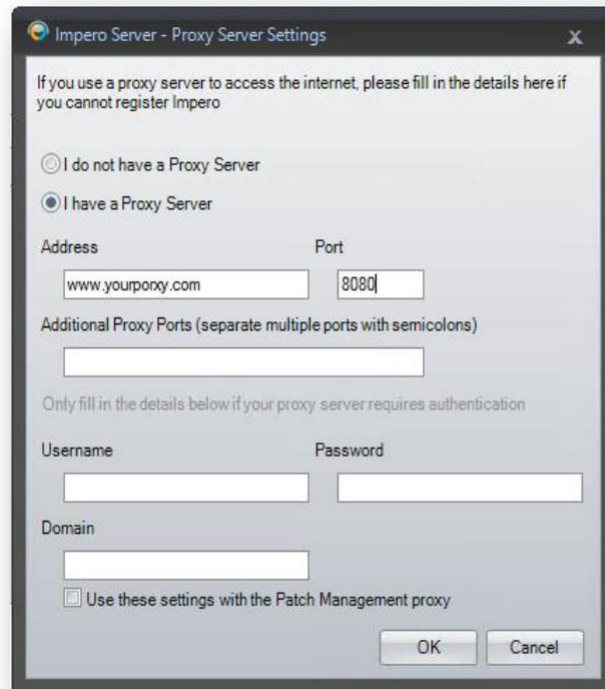 Impero Server - Proxy Server Settings
x
If you use a proxy server to access the internet, please fill in the details here if
you cannot register Impero
I do not have a Proxy Server
I have a Proxy Server
Address Port
www.yourporxy.com 8080
Additional Proxy Ports (separate multiple ports with semicolons)
Only fill in the details below if your proxy server requires authentication
Username Password
Domain
Use these settings with the Patch Management proxy
OK Cancel